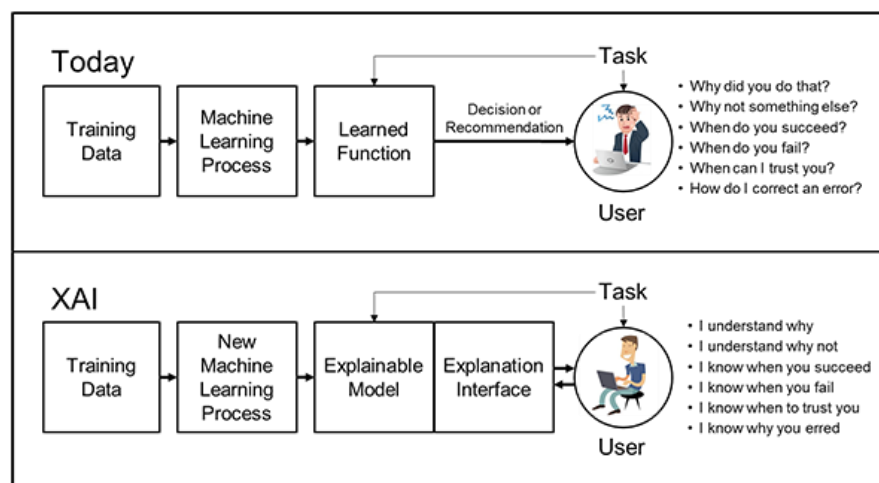 Today
Task
Training
Data
Machine
Learning
Process
Learned
Function
Decision or
Recommendation
User
• Why did you do that?
• Why not something else?
• When do you succeed?
• When do you fail?
• When can I trust you?
• How do I correct an error?
XAI
Task
Training
Data
New
Machine
Learning
Process
Explainable
Model
Explanation
Interface
User
• I understand why
• I understand why not
• I know when you succeed
• I know when you fail
• I know when to trust you
• I know why you erred